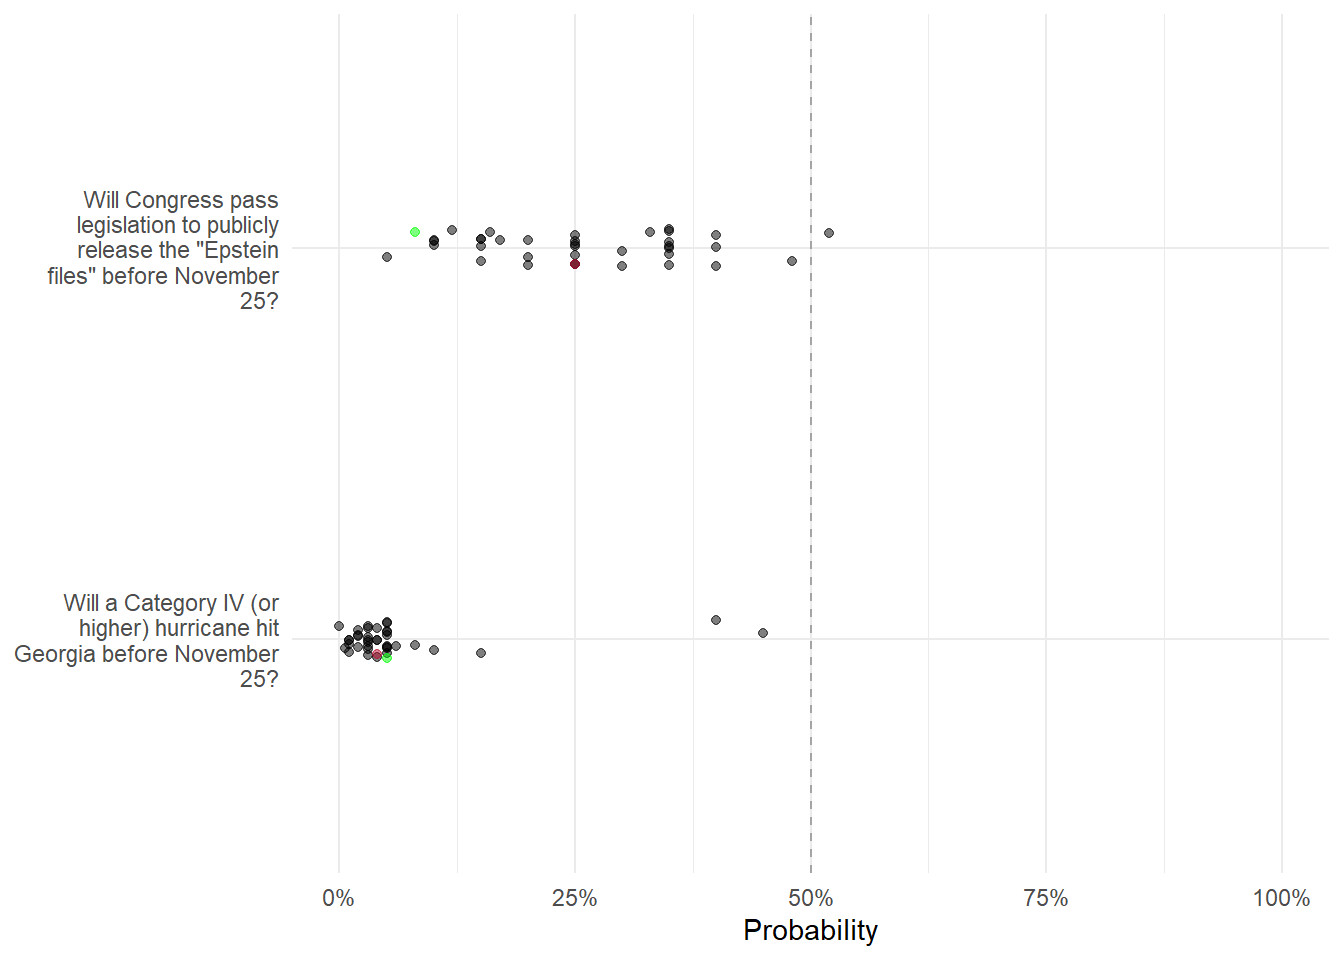 Will Congress pass
legislation to publicly
release the "Epstein
files" before November
25?
Will a Category IV (or
higher) hurricane hit
Georgia before November
25?
0%
25%
50%
75%
100%
Probability